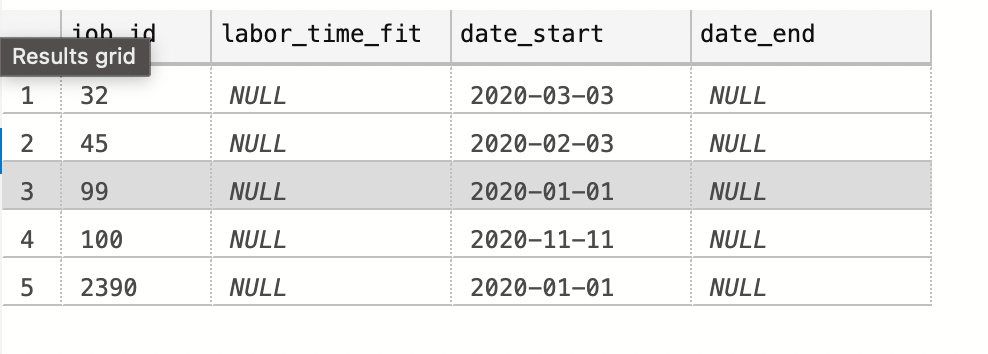 job_id labor_time_fit date_start date_end
Results grid
1 32 NULL 2020-03-03 NULL
2 45 NULL 2020-02-03 NULL
3 99 NULL 2020-01-01 NULL
4 100 NULL 2020-11-11 NULL
5 2390 NULL 2020-01-01 NULL